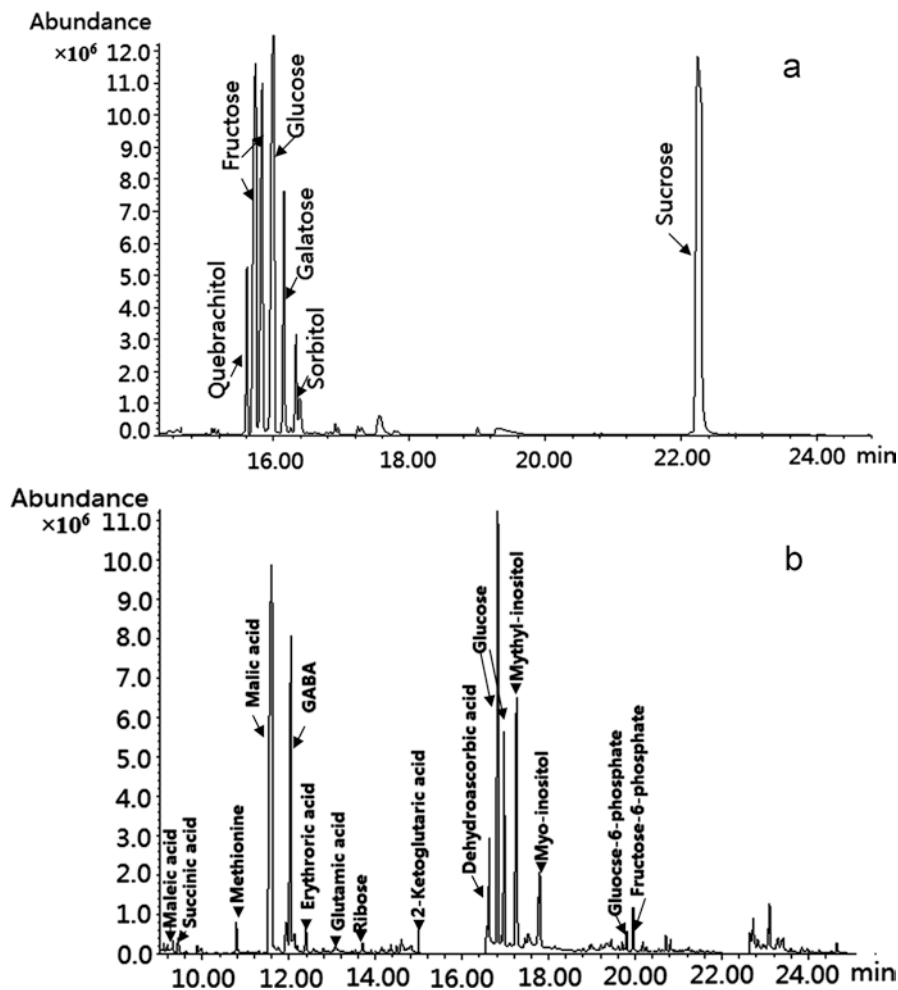 Abundance
×10⁶
a
12.0
11.0
10.0
9.0
8.0
7.0
6.0
5.0
4.0
3.0
2.0
1.0
0.0
Quebrachitol
Fructose
Glucose
Galatose
Sorbitol
Sucrose
16.00 18.00 20.00 22.00 24.00 min
Abundance
×10⁶
b
11.0
10.0
9.0
8.0
7.0
6.0
5.0
4.0
3.0
2.0
1.0
0.0
Maleic acid
Succinic acid
Methionine
Malic acid
GABA
Erythroric acid
Glutamic acid
Ribose
2-Ketoglutaric acid
Dehydroascorbic acid
Glucose
Mythyl-inositol
Myo-inositol
Gluocse-6-phosphate
Fructose-6-phosphate
10.00 12.00 14.00 16.00 18.00 20.00 22.00 24.00 min